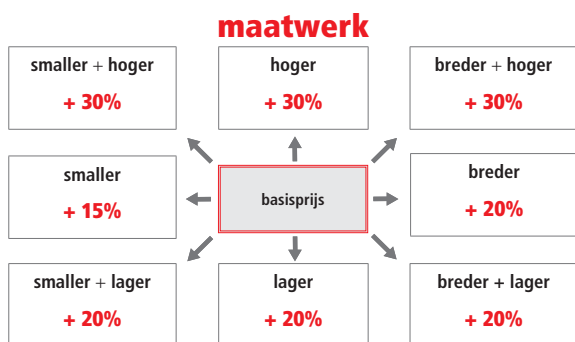 maatwerk
smaller + hoger
+ 30%
hoger
+ 30%
breder + hoger
+ 30%
smaller
+ 15%
basisprijs
breder
+ 20%
smaller + lager
+ 20%
lager
+ 20%
breder + lager
+ 20%